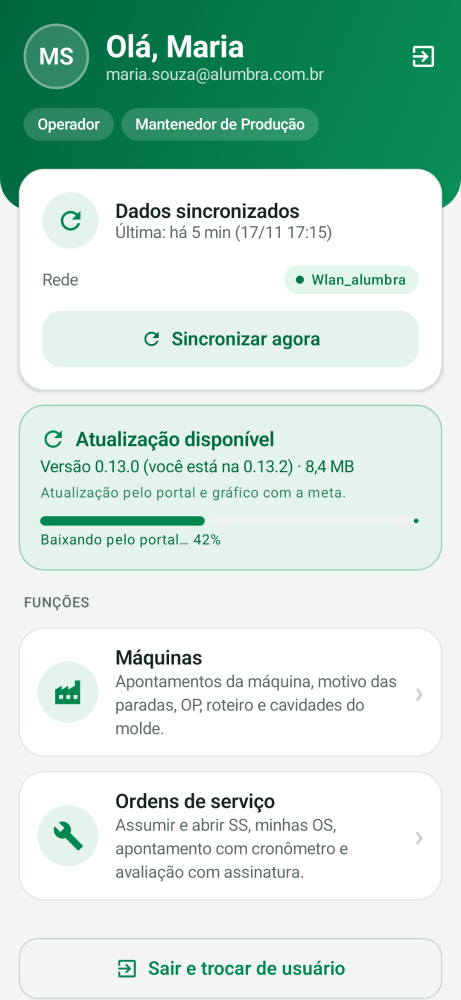 MS
Olá, Maria
maria.souza@alumbra.com.br
Operador
Mantenedor de Produção
Dados sincronizados
Última: há 5 min (17/11 17:15)
Rede
Wlan_alumbra
Sincronizar agora
Atualização disponível
Versão 0.13.0 (você está na 0.13.2) · 8,4 MB
Atualização pelo portal e gráfico com a meta.
Baixando pelo portal… 42%
FUNÇÕES
Máquinas
Apontamentos da máquina, motivo das
paradas, OP, roteiro e cavidades do
molde.
Ordens de serviço
Assumir e abrir SS, minhas OS,
apontamento com cronômetro e
avaliação com assinatura.
Sair e trocar de usuário